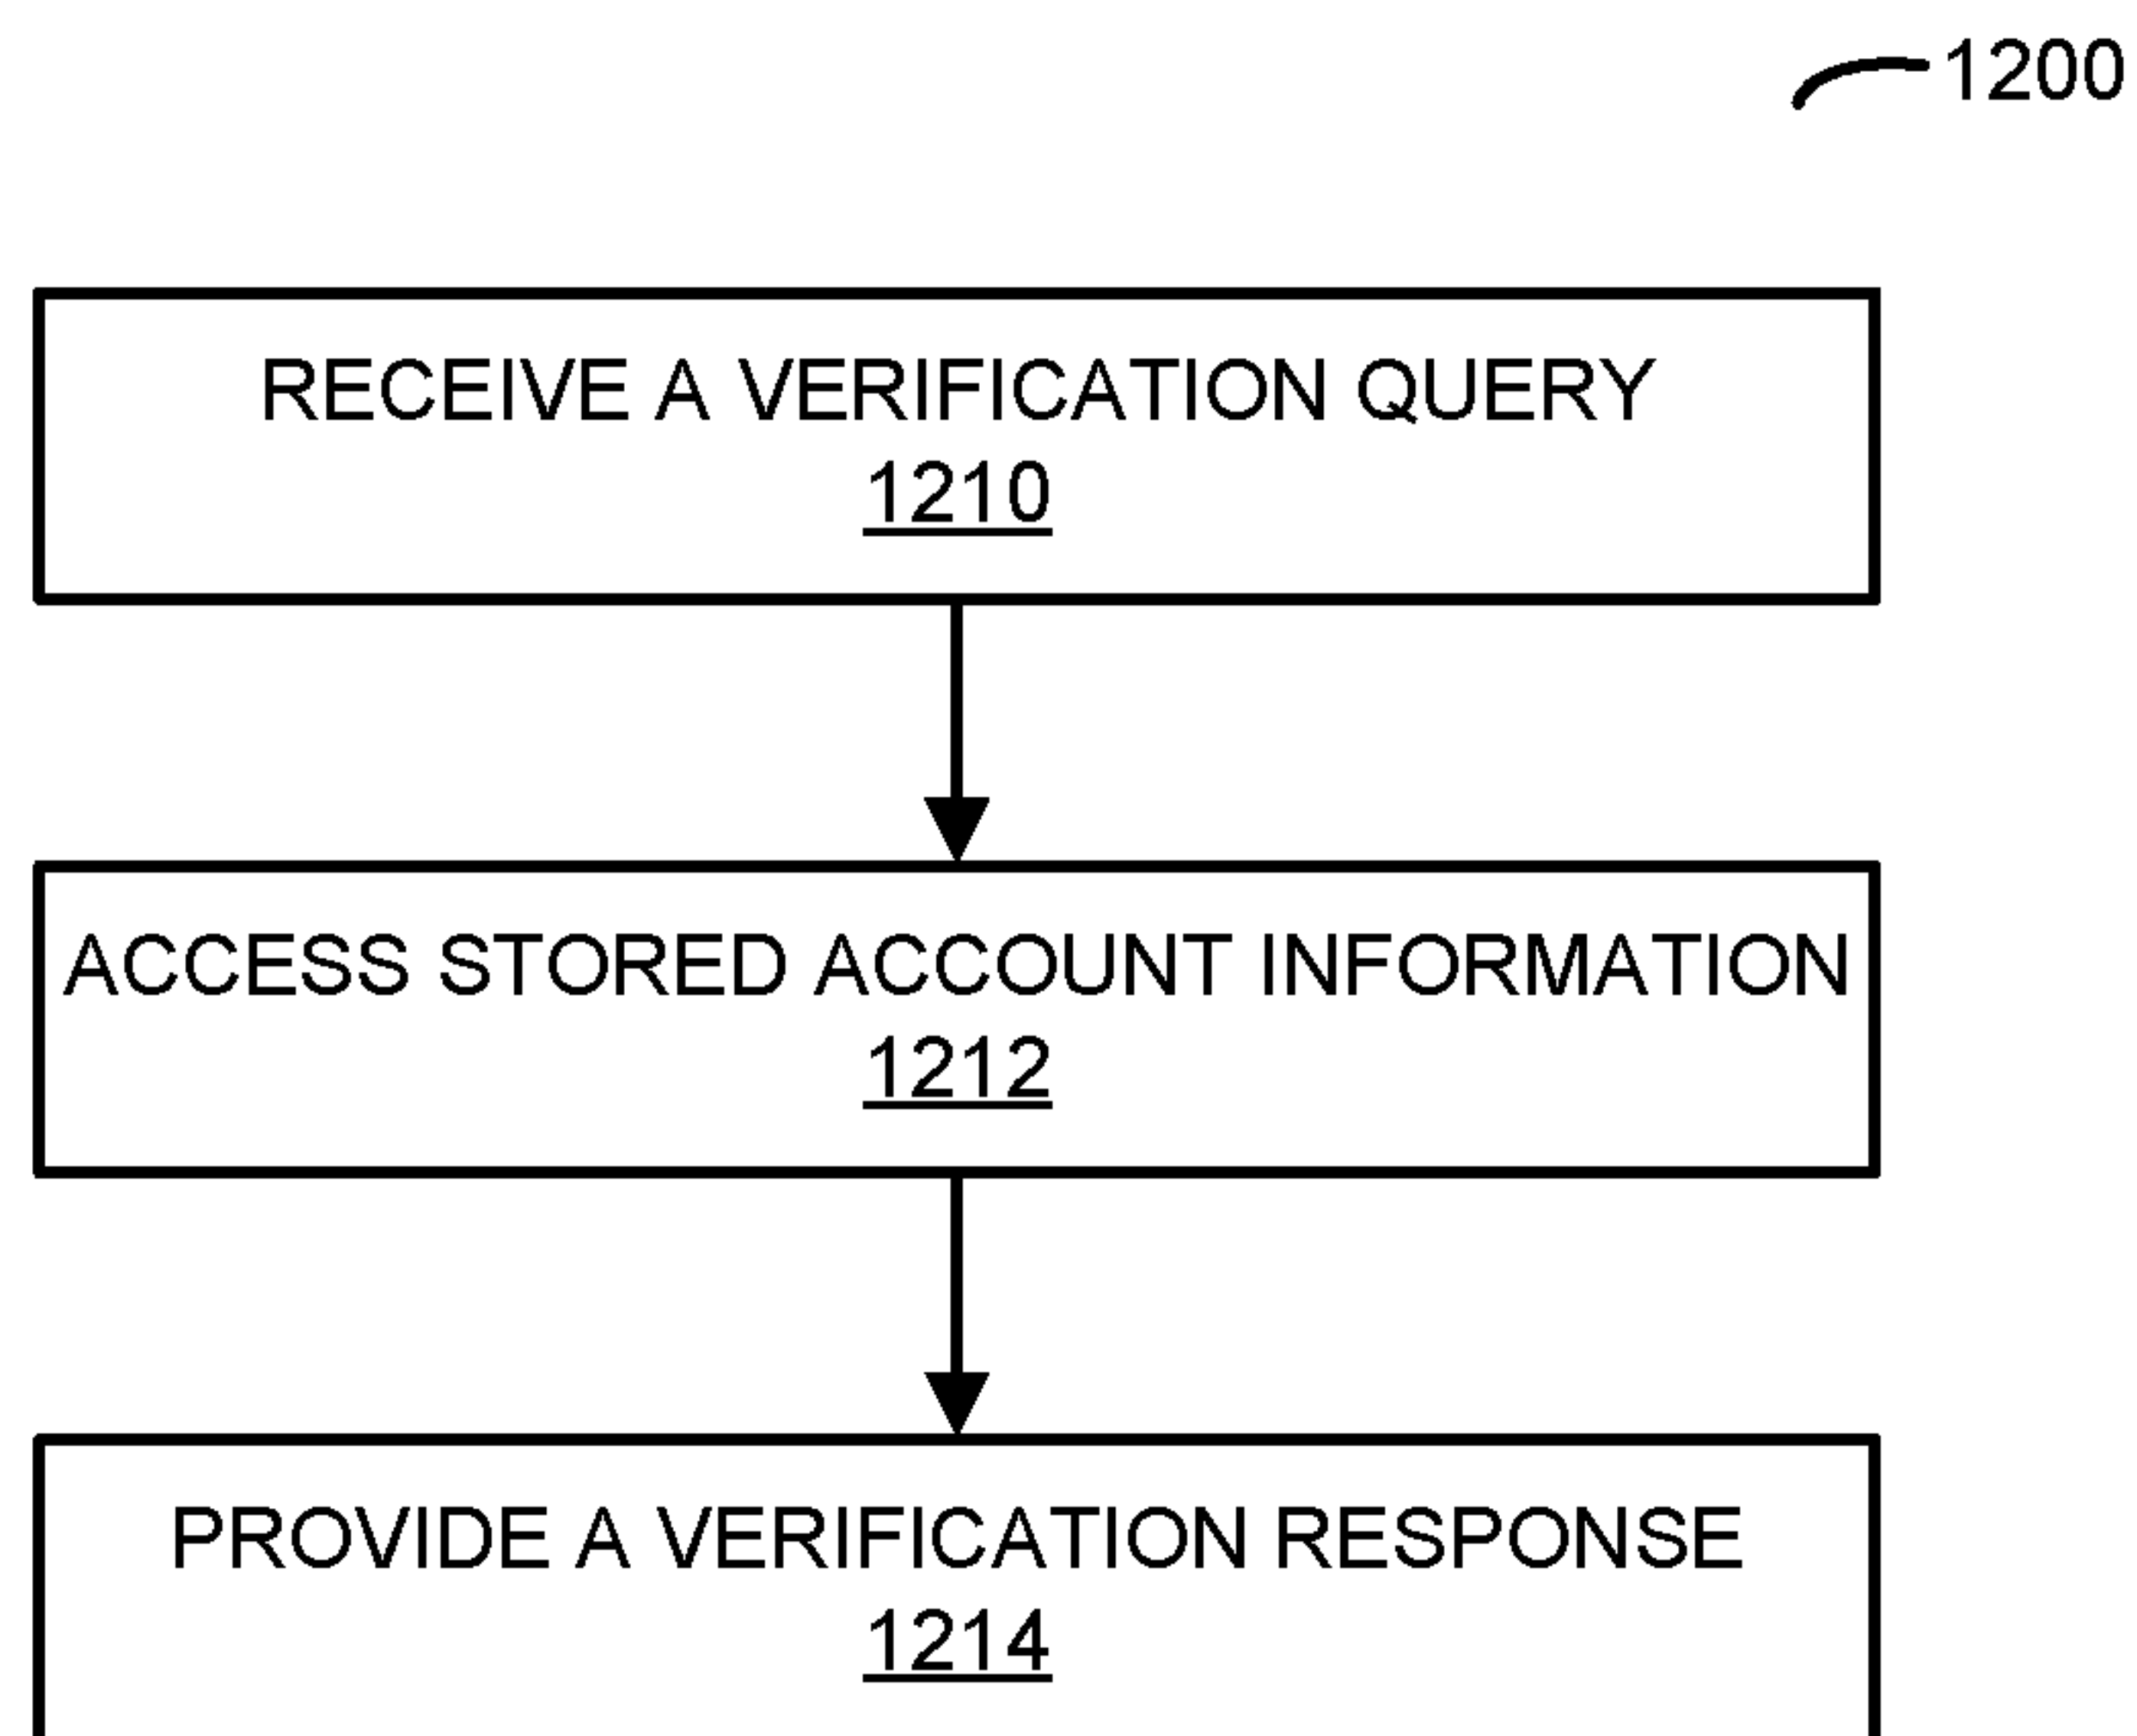 1200
RECEIVE A VERIFICATION QUERY
1210
ACCESS STORED ACCOUNT INFORMATION
1212
PROVIDE A VERIFICATION RESPONSE
1214